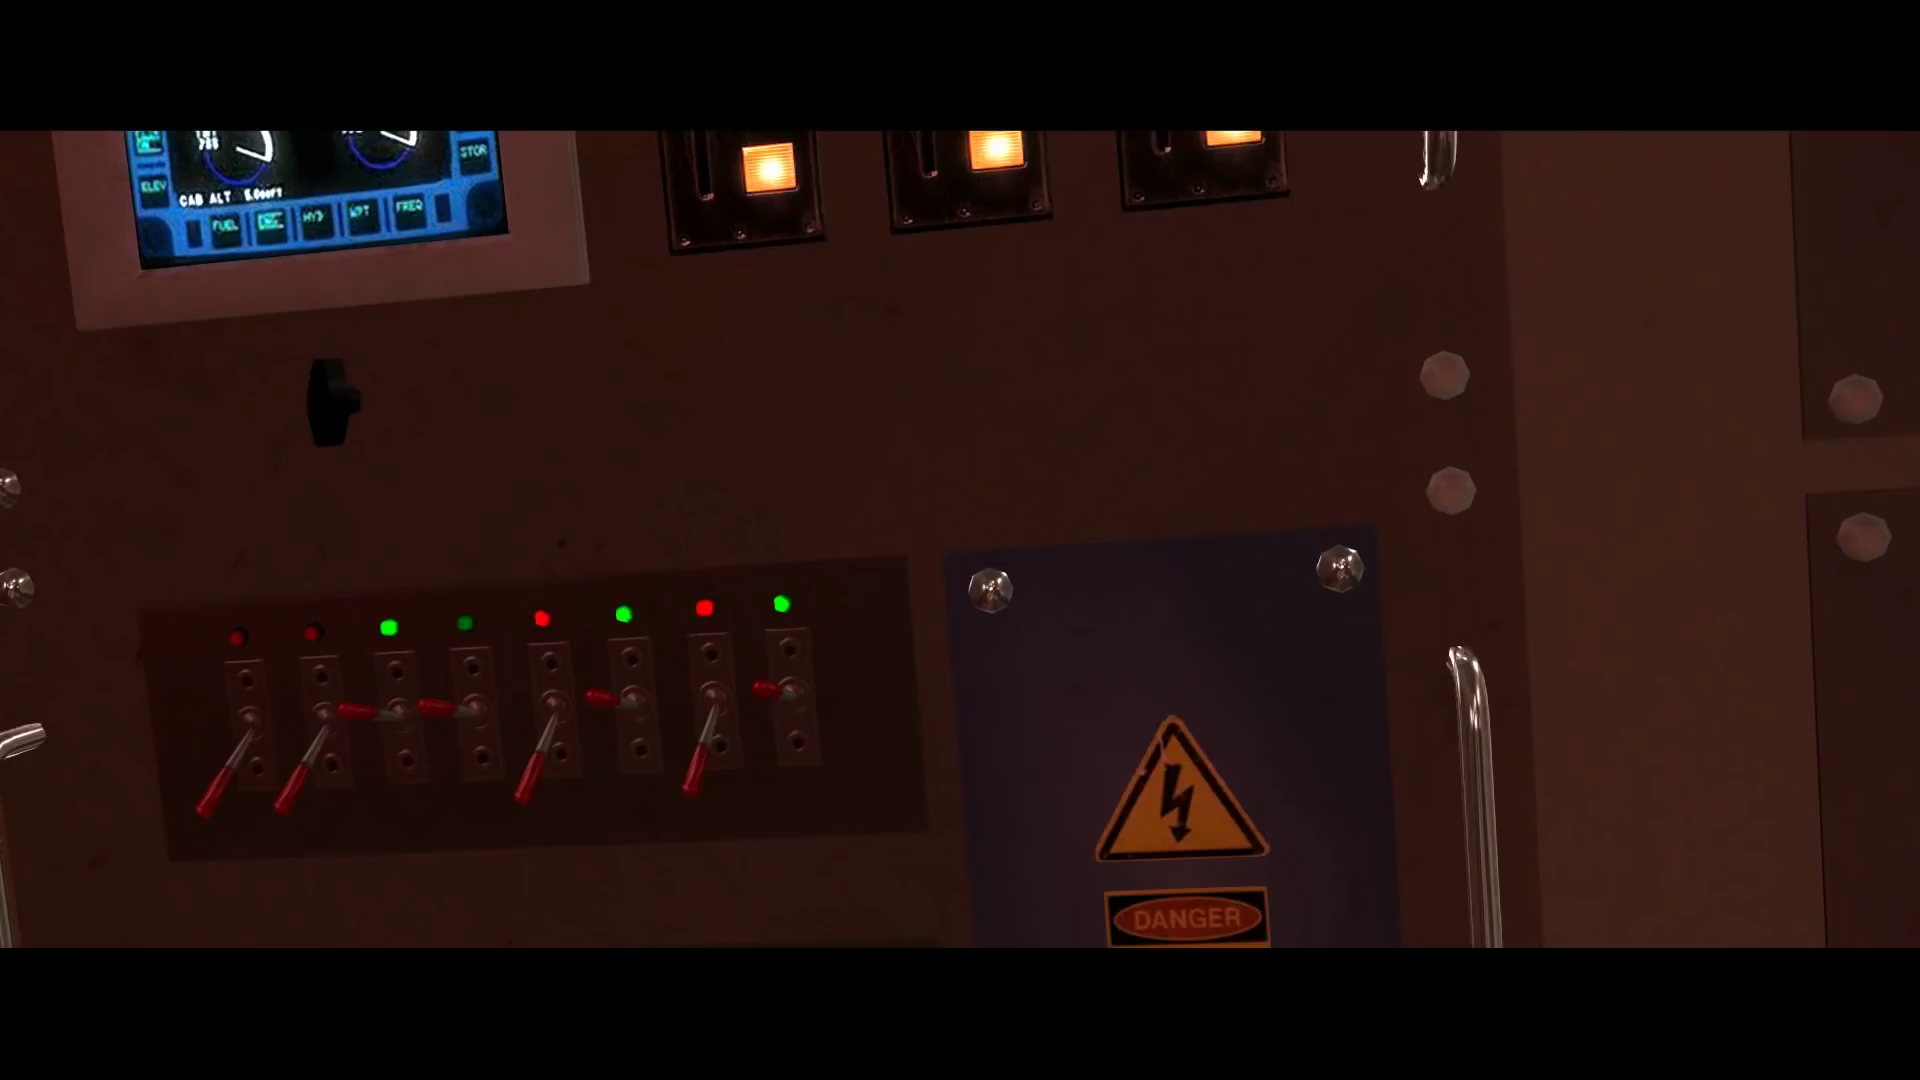 ELEV
CAB ALT
STOR
FUEL
HYD
FREQ
DANGER